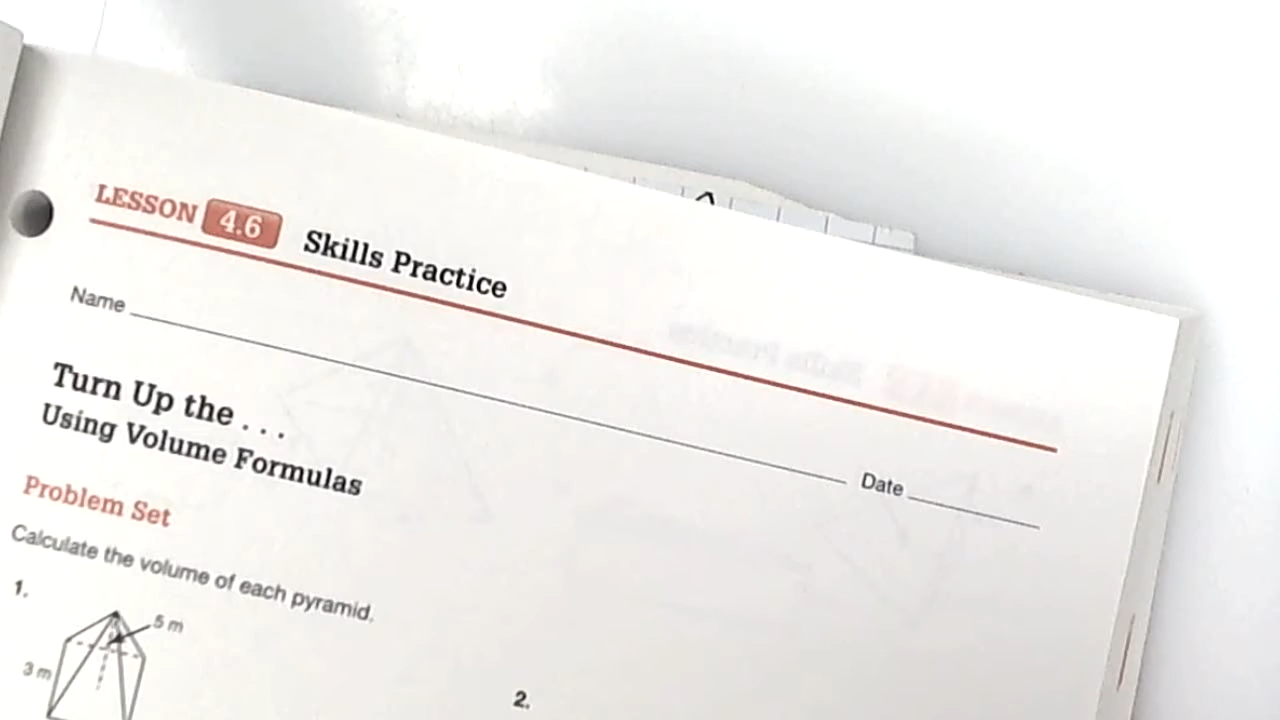 LESSON 4.6 Skills Practice
Name Date
Turn Up the . . .
Using Volume Formulas
Problem Set
Calculate the volume of each pyramid.
1.
5 m
3 m
2.